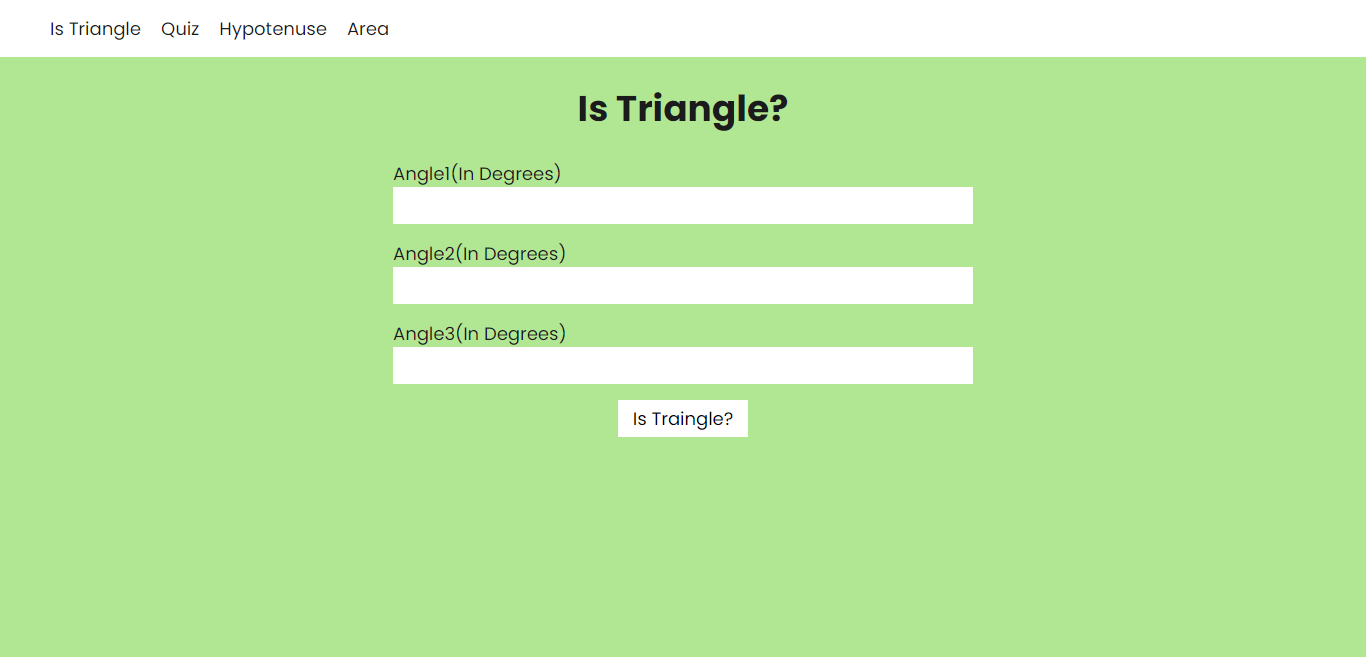 Is Triangle Quiz Hypotenuse Area
Is Triangle?
Angle1(In Degrees)
Angle2(In Degrees)
Angle3(In Degrees)
Is Traingle?